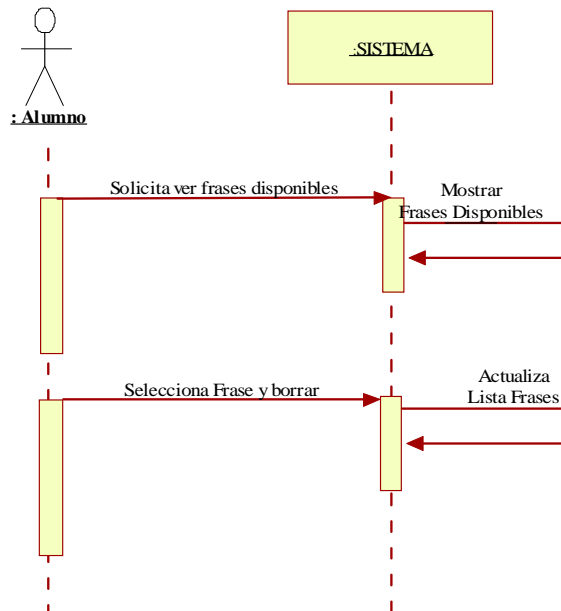 :SISTEMA
: Alumno
Solicita ver frases disponibles
Mostrar
Frases Disponibles
Selecciona Frase y borrar
Actualiza
Lista Frases